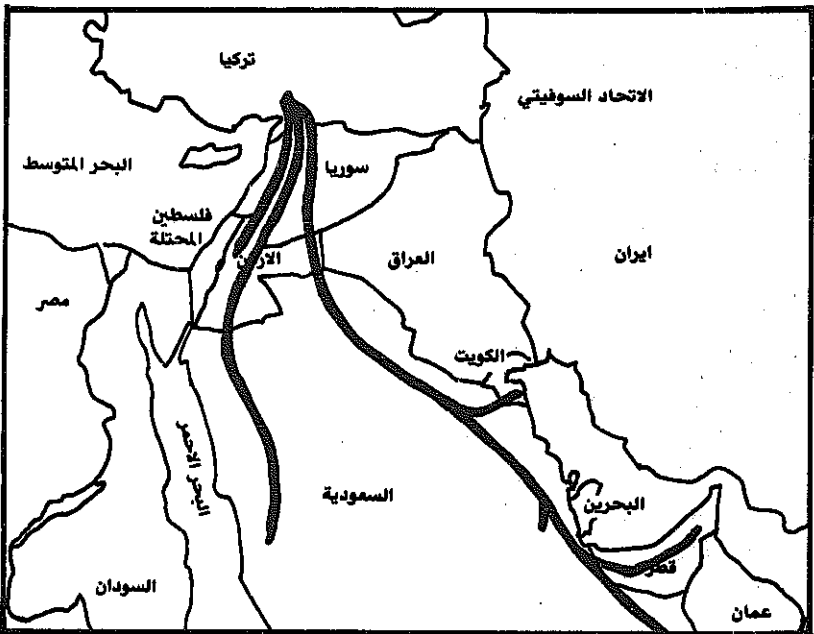 تركيا
الاتحاد السوفيتي
البحر المتوسط
سوريا
فلسطين
المحتلة
الاردن
العراق
ايران
مصر
الكويت
البحر الاحمر
السعودية
البحرين
قطر
السودان
عمان